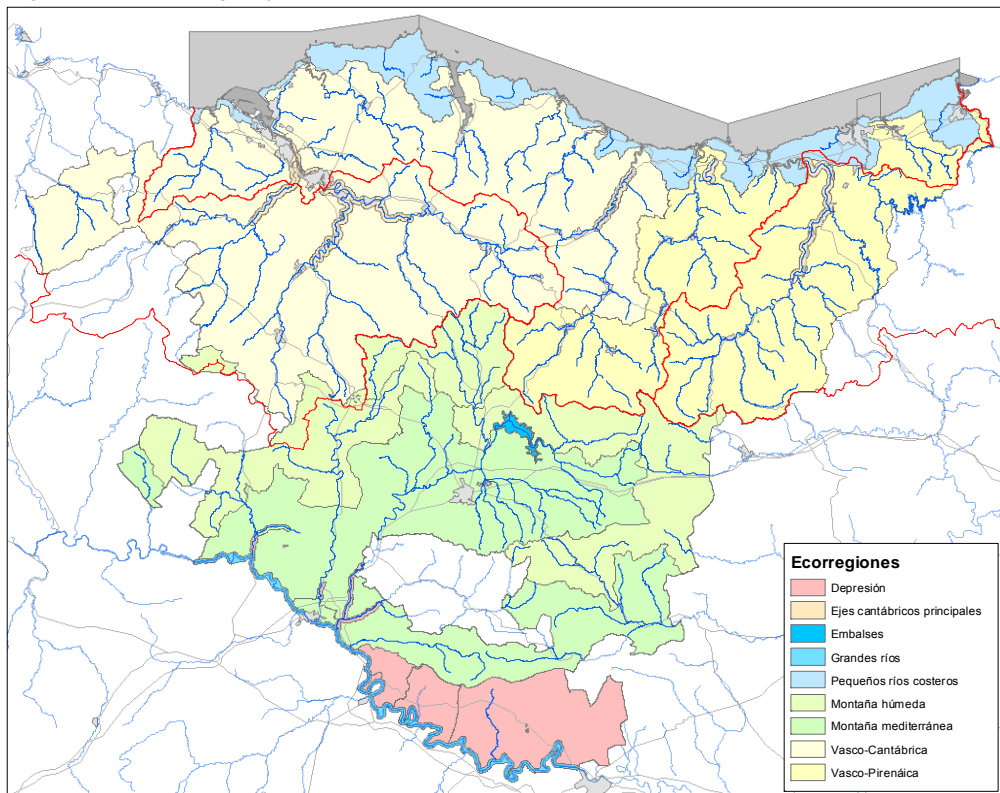 Ecorregiones
Depresión
Ejes cantábricos principales
Embalses
Grandes ríos
Pequeños ríos costeros
Montaña húmeda
Montaña mediterránea
Vasco-Cantábrica
Vasco-Pirenáica